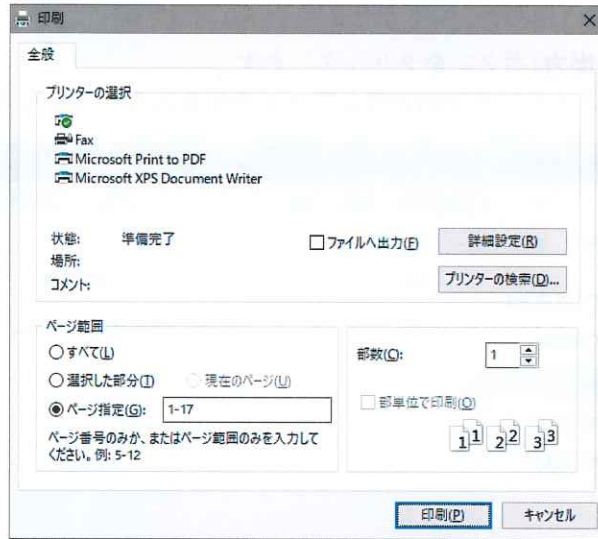 印刷
全般
プリンターの選択
Fax
Microsoft Print to PDF
Microsoft XPS Document Writer
状態: 準備完了
ファイルへ出力(F)
詳細設定(R)
場所:
コメント:
プリンターの検索(D)...
ページ範囲
すべて(L)
選択した部分(T) 現在のページ(U)
ページ指定(G): 1-17
ページ番号のみか、またはページ範囲のみを入力して
ください。例: 5-12
部数(C): 1
部単位で印刷(O)
11 22 33
印刷(P) キャンセル